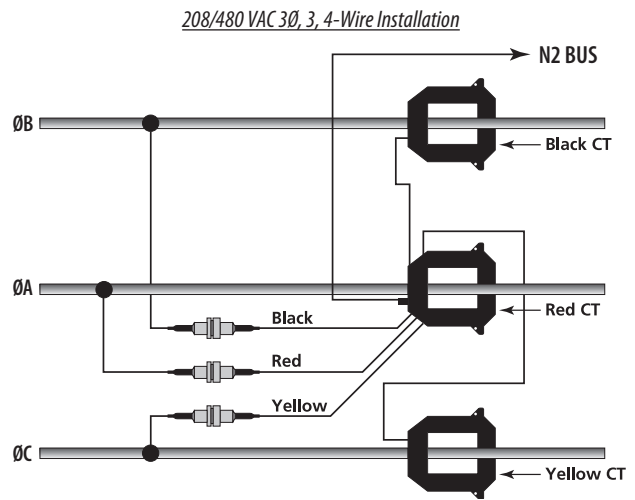 208/480 VAC 3Ø, 3, 4-Wire Installation
N2 BUS
ØB
Black CT
ØA
Black
Red CT
Red
Yellow
ØC
Yellow CT